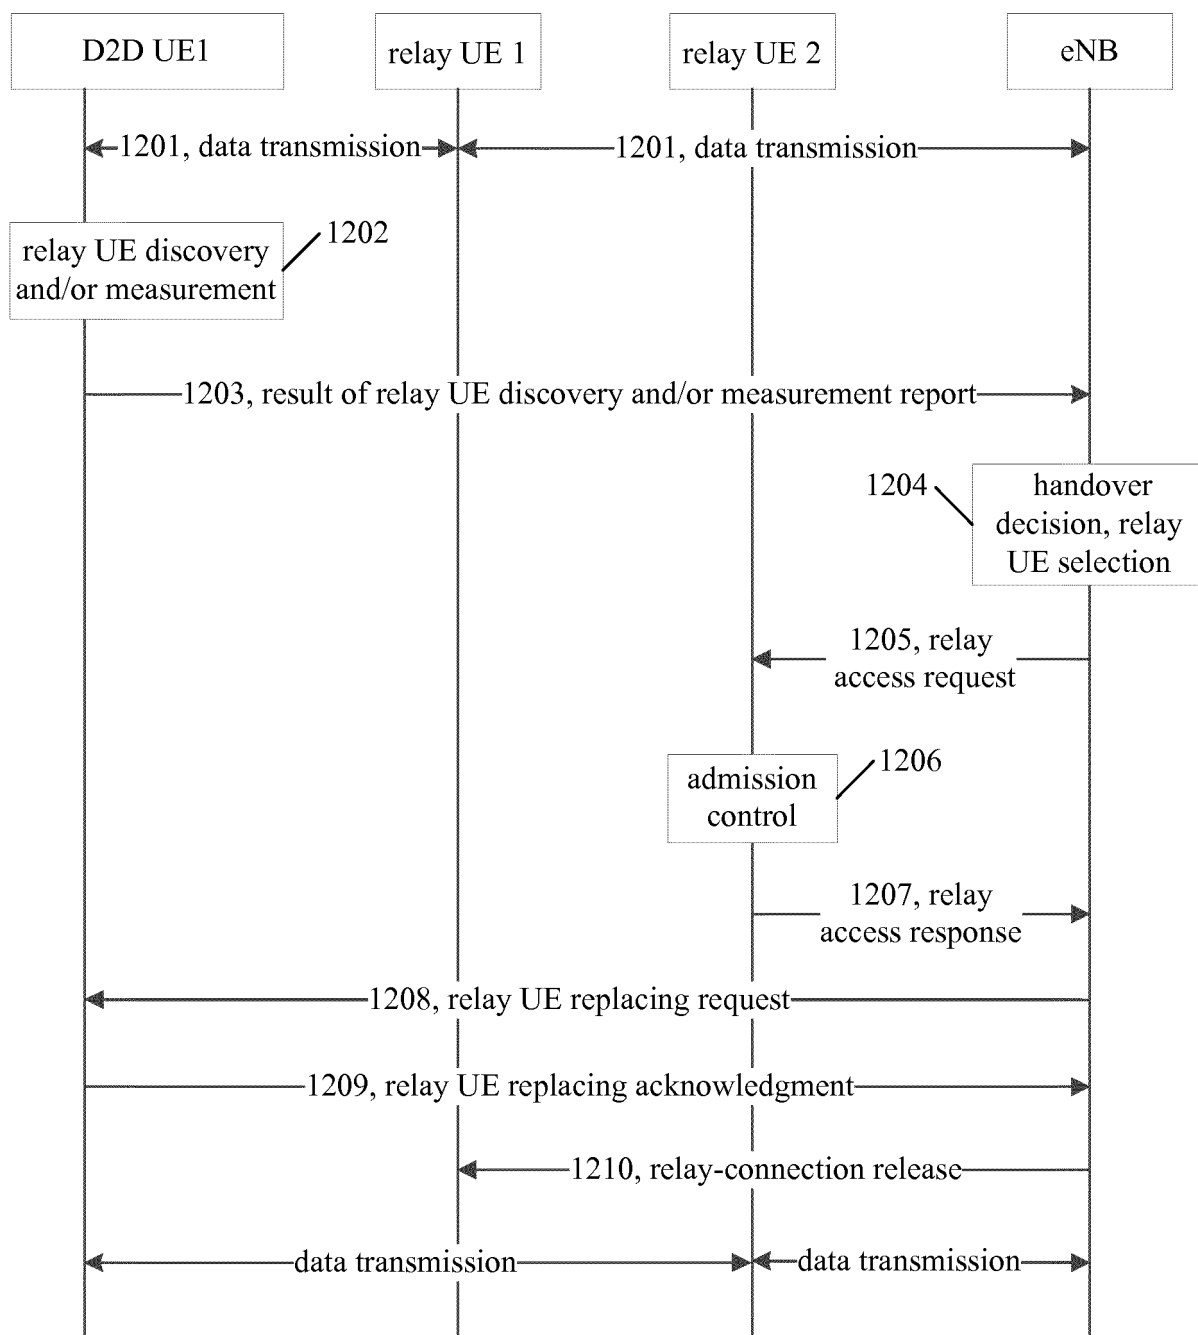 D2D UE1
relay UE 1
relay UE 2
eNB
1201, data transmission
1201, data transmission
relay UE discovery
and/or measurement
1202
1203, result of relay UE discovery and/or measurement report
1204
handover
decision, relay
UE selection
1205, relay
access request
admission
control
1206
1207, relay
access response
1208, relay UE replacing request
1209, relay UE replacing acknowledgment
1210, relay-connection release
data transmission
data transmission